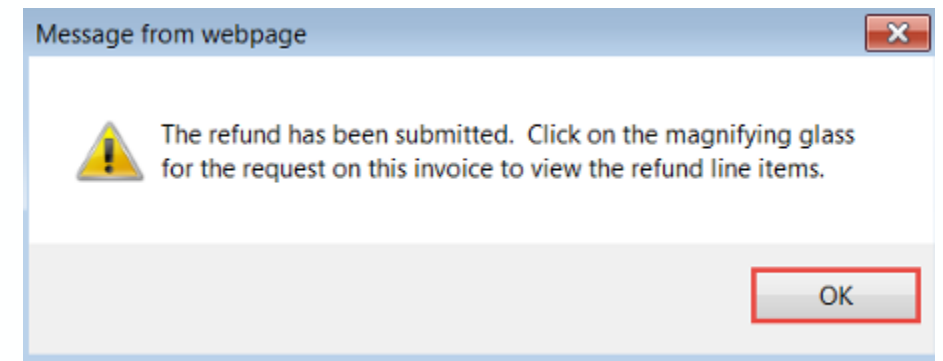 Message from webpage
The refund has been submitted.  Click on the magnifying glass
for the request on this invoice to view the refund line items.
OK